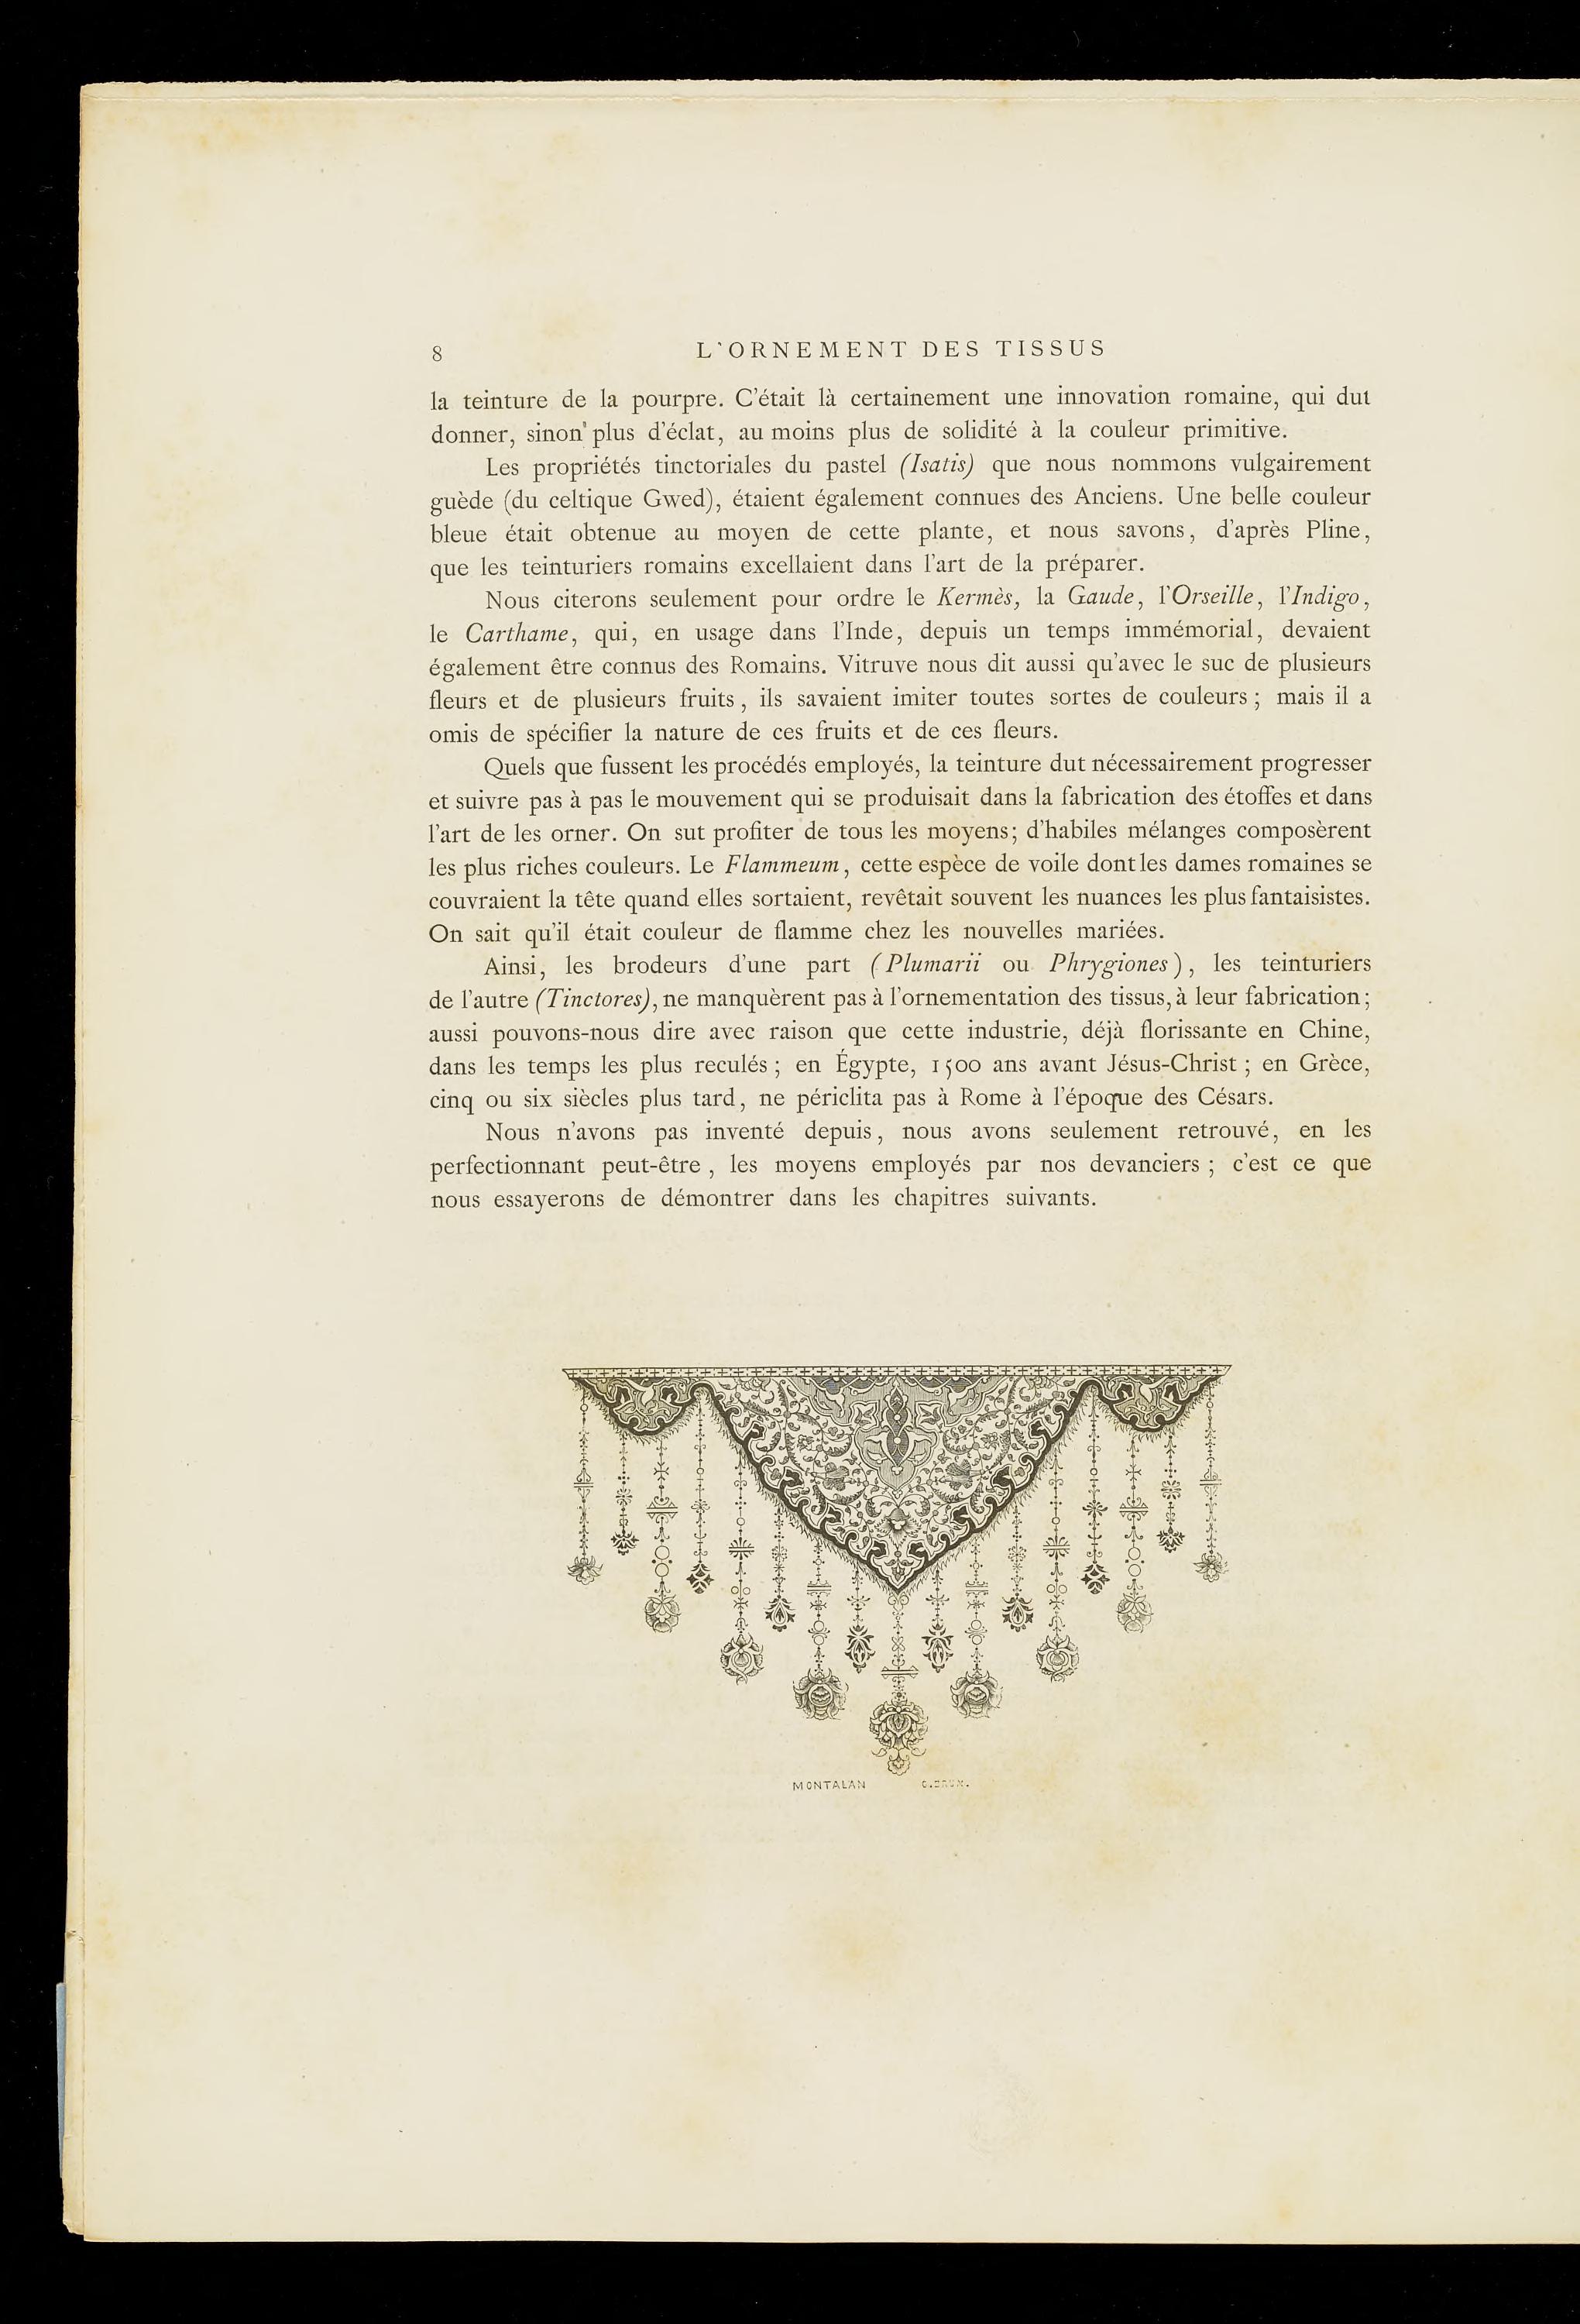 8 L'ORNEMENT DES TISSUS
la teinture de la pourpre. C'était là certainement une innovation romaine, qui dut
donner, sinon plus d'éclat, au moins plus de solidité à la couleur primitive.
Les propriétés tinctoriales du pastel (Isatis) que nous nommons vulgairement
guède (du celtique Gwed), étaient également connues des Anciens. Une belle couleur
bleue était obtenue au moyen de cette plante, et nous savons, d'après Pline,
que les teinturiers romains excellaient dans l'art de la préparer.
Nous citerons seulement pour ordre le Kermès, la Gaude, l'Orseille, l'Indigo,
le Carthame, qui, en usage dans l'Inde, depuis un temps immémorial, devaient
également être connus des Romains. Vitruve nous dit aussi qu'avec le suc de plusieurs
fleurs et de plusieurs fruits, ils savaient imiter toutes sortes de couleurs ; mais il a
omis de spécifier la nature de ces fruits et de ces fleurs.
Quels que fussent les procédés employés, la teinture dut nécessairement progresser
et suivre pas à pas le mouvement qui se produisait dans la fabrication des étoffes et dans
l'art de les orner. On sut profiter de tous les moyens; d'habiles mélanges composèrent
les plus riches couleurs. Le Flammeum, cette espèce de voile dont les dames romaines se
couvraient la tête quand elles sortaient, revêtait souvent les nuances les plus fantaisistes.
On sait qu'il était couleur de flamme chez les nouvelles mariées.
Ainsi, les brodeurs d'une part (Plumarii ou Phrygiones), les teinturiers
de l'autre (Tinctores), ne manquèrent pas à l'ornementation des tissus, à leur fabrication;
aussi pouvons-nous dire avec raison que cette industrie, déjà florissante en Chine,
dans les temps les plus reculés ; en Égypte, 1500 ans avant Jésus-Christ ; en Grèce,
cinq ou six siècles plus tard, ne périclita pas à Rome à l'époque des Césars.
Nous n'avons pas inventé depuis, nous avons seulement retrouvé, en les
perfectionnant peut-être, les moyens employés par nos devanciers ; c'est ce que
nous essayerons de démontrer dans les chapitres suivants.
MONTALAN